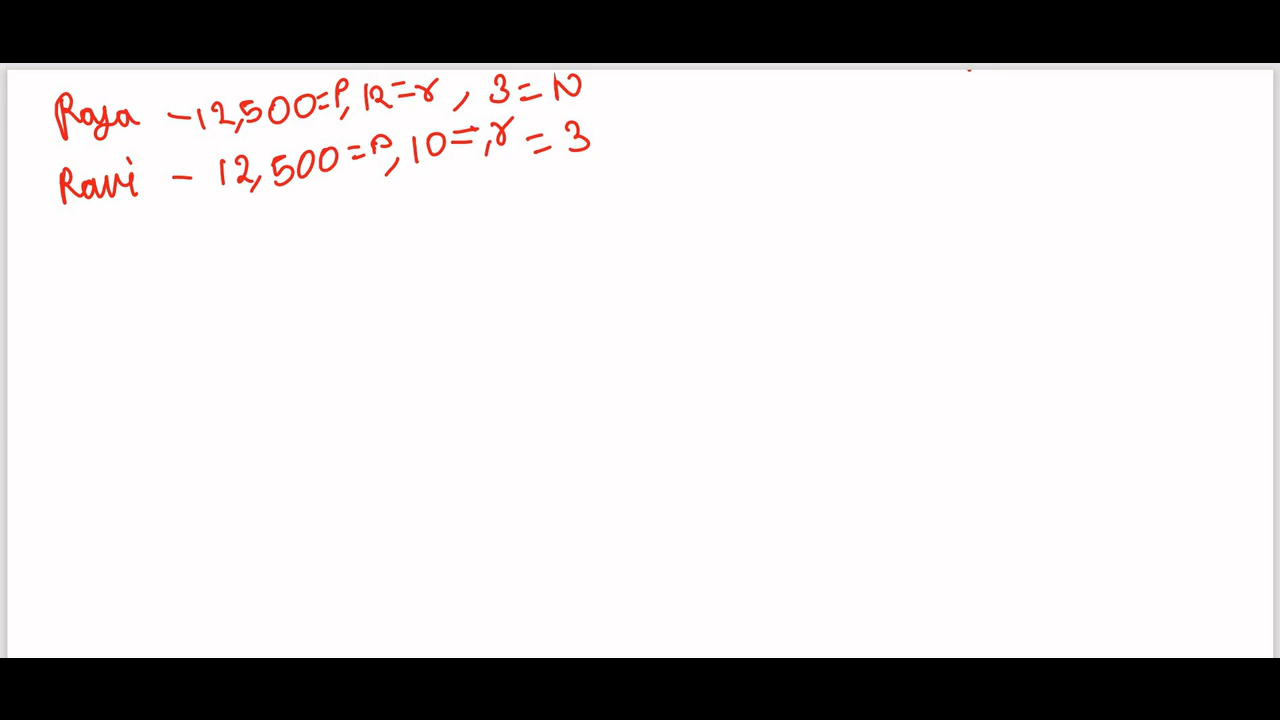 Raja - 12,500=P, 12=r, 3=N
Ravi - 12,500=P, 10=,r = 3